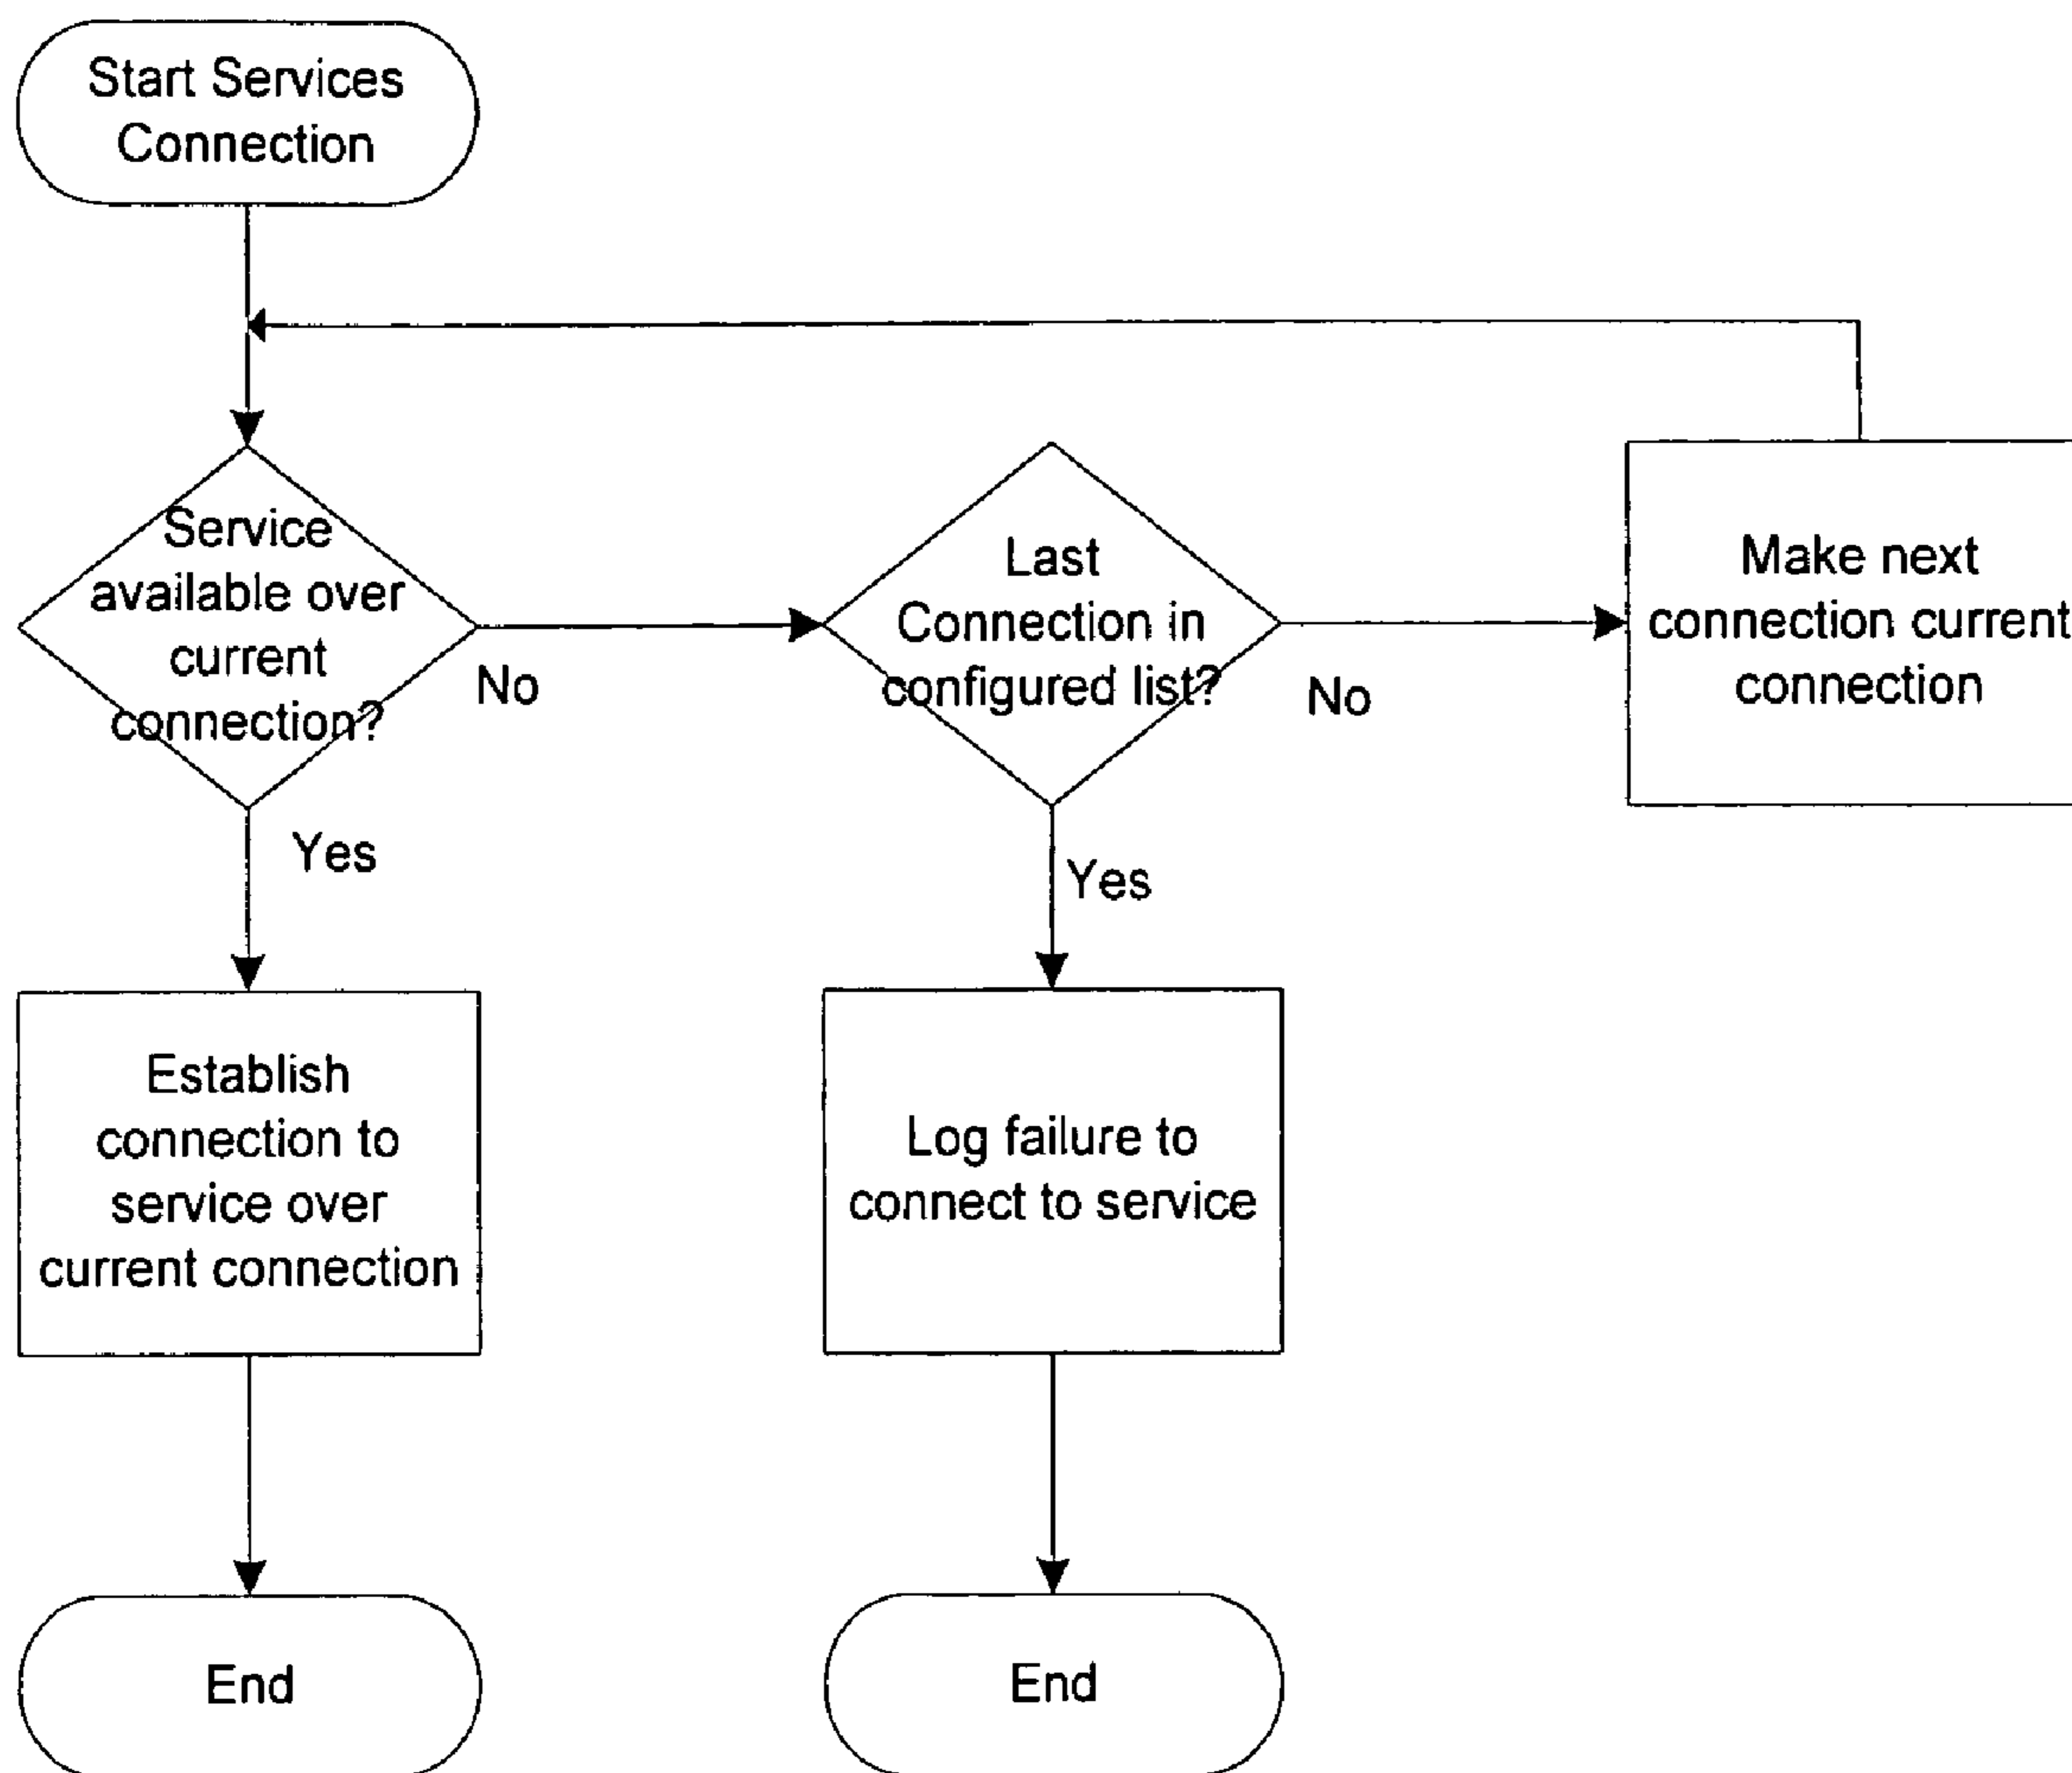 Start Services
Connection
Service
available over
current
connection?
No
Last
Connection in
configured list?
No
Make next
connection current
connection
Yes
Yes
Establish
connection to
service over
current connection
Log failure to
connect to service
End
End